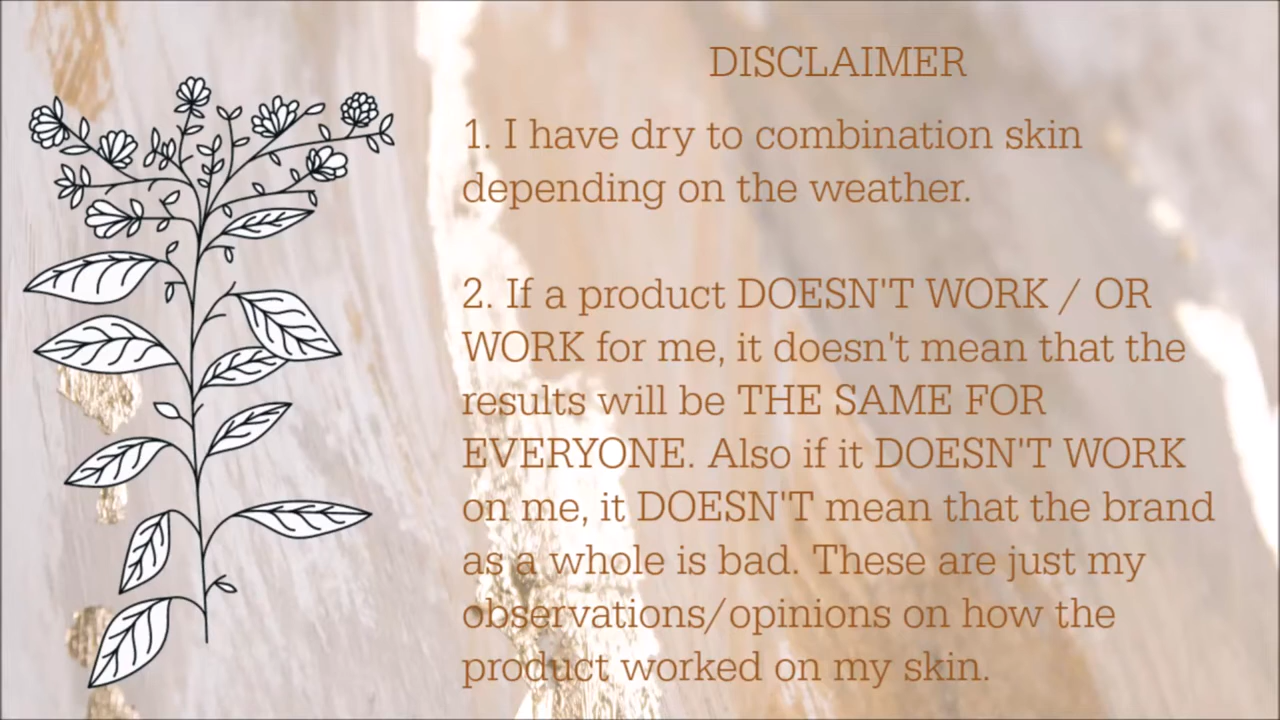 DISCLAIMER
1. I have dry to combination skin
depending on the weather.
2. If a product DOESN'T WORK / OR
WORK for me, it doesn't mean that the
results will be THE SAME FOR
EVERYONE. Also if it DOESN'T WORK
on me, it DOESN'T mean that the brand
as a whole is bad. These are just my
observations/opinions on how the
product worked on my skin.